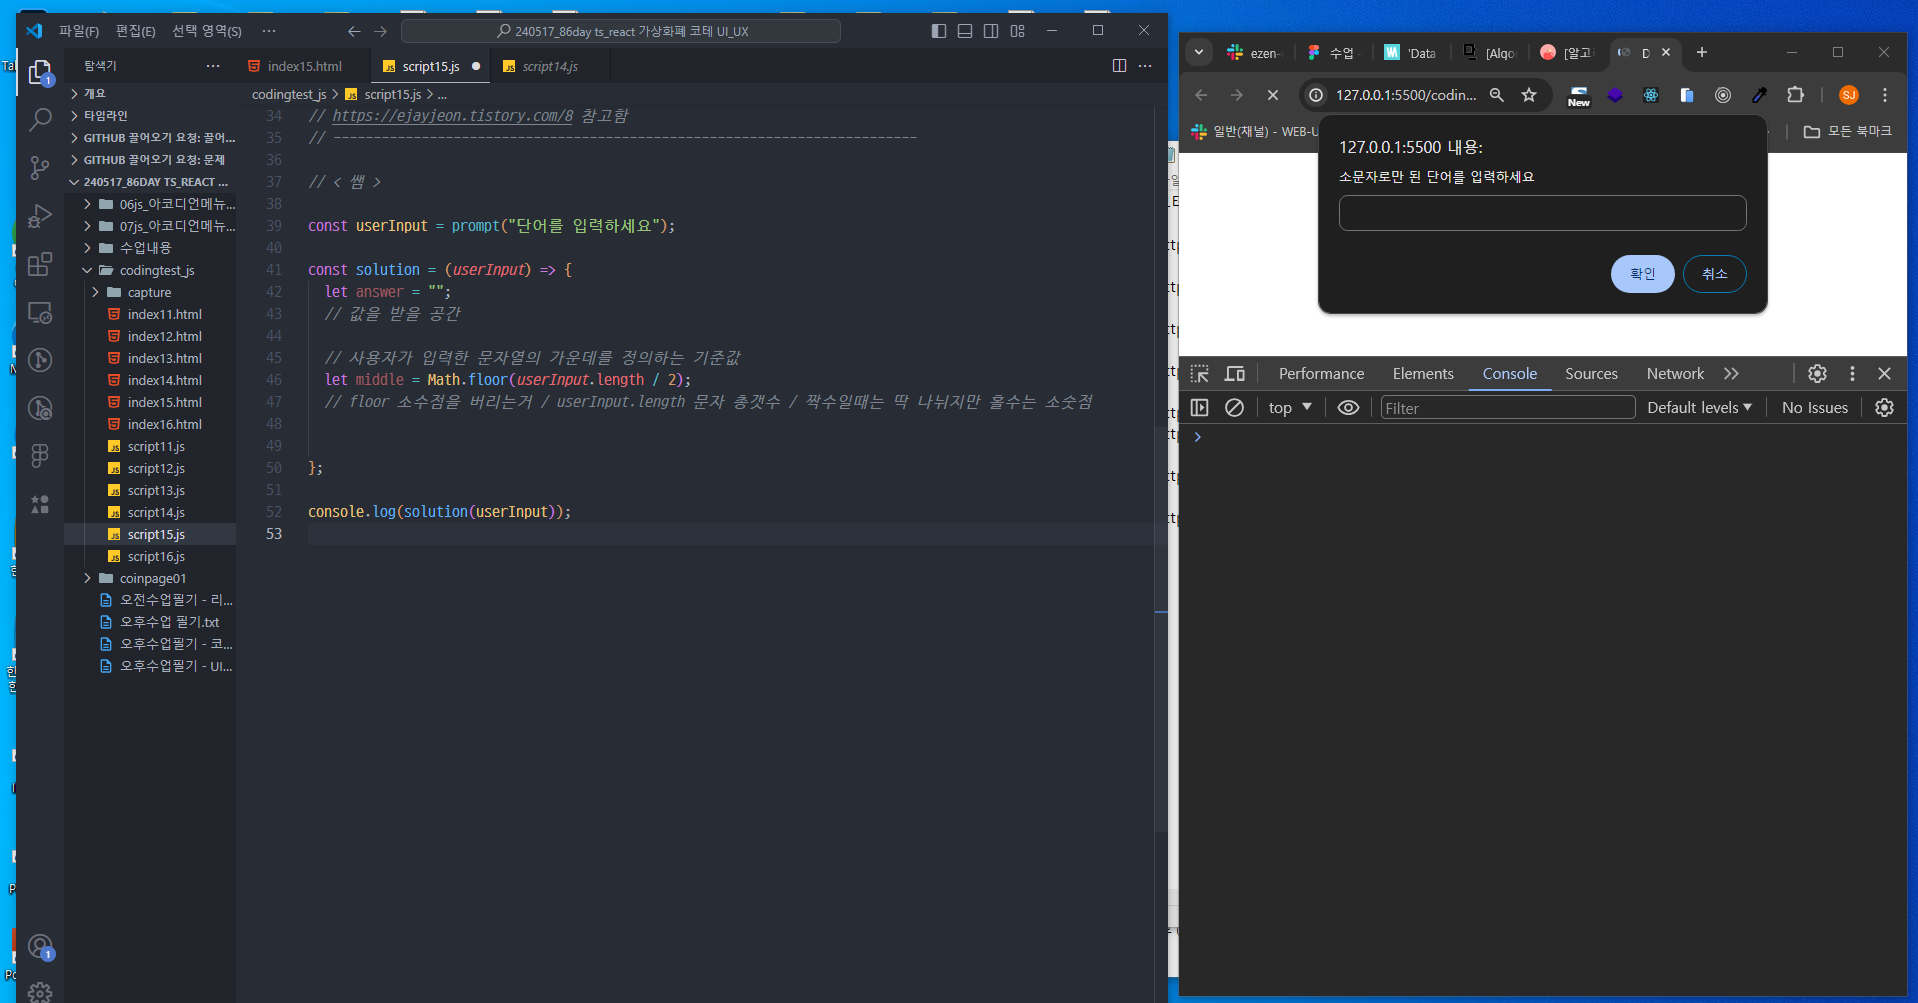 파일(F) 편집(E) 선택 영역(S) ··· 240517_86day ts_react 가상화폐 코테 UI_UX
탐색기 ···
index15.html script15.js script14.js ···
codingtest_js > script15.js > ...
개요
타임라인
GITHUB 끌어오기 요청: 끌어...
GITHUB 끌어오기 요청: 문제
240517_86DAY TS_REACT ...
06js_아코디언메뉴...
07js_아코디언메뉴...
수업내용
codingtest_js
capture
index11.html
index12.html
index13.html
index14.html
index15.html
index16.html
script11.js
script12.js
script13.js
script14.js
script15.js
script16.js
coinpage01
오전수업필기 - 리...
오후수업 필기.txt
오후수업필기 - 코...
오후수업필기 - UI...
1
1
34 // https://ejayjeon.tistory.com/8 참고함
35 // -------------------------------------------------------------------------
36
37 // < 쌤 >
38
39 const userInput = prompt("단어를 입력하세요");
40
41 const solution = (userInput) => {
42 let answer = "";
43 // 값을 받을 공간
44
45 // 사용자가 입력한 문자열의 가운데를 정의하는 기준값
46 let middle = Math.floor(userInput.length / 2);
47 // floor 소수점을 버리는거 / userInput.length 문자 총갯수 / 짝수일때는 딱 나뉘지만 홀수는 소숫점
48
49
50 };
51
52 console.log(solution(userInput));
53
ezen- 수업 'Data [Algo [알고 D
127.0.0.1:5500/codin... New SJ
일반(채널) - WEB-U 모든 북마크
127.0.0.1:5500 내용:
소문자로만 된 단어를 입력하세요
확인 취소
Performance Elements Console Sources Network
top Filter Default levels No Issues